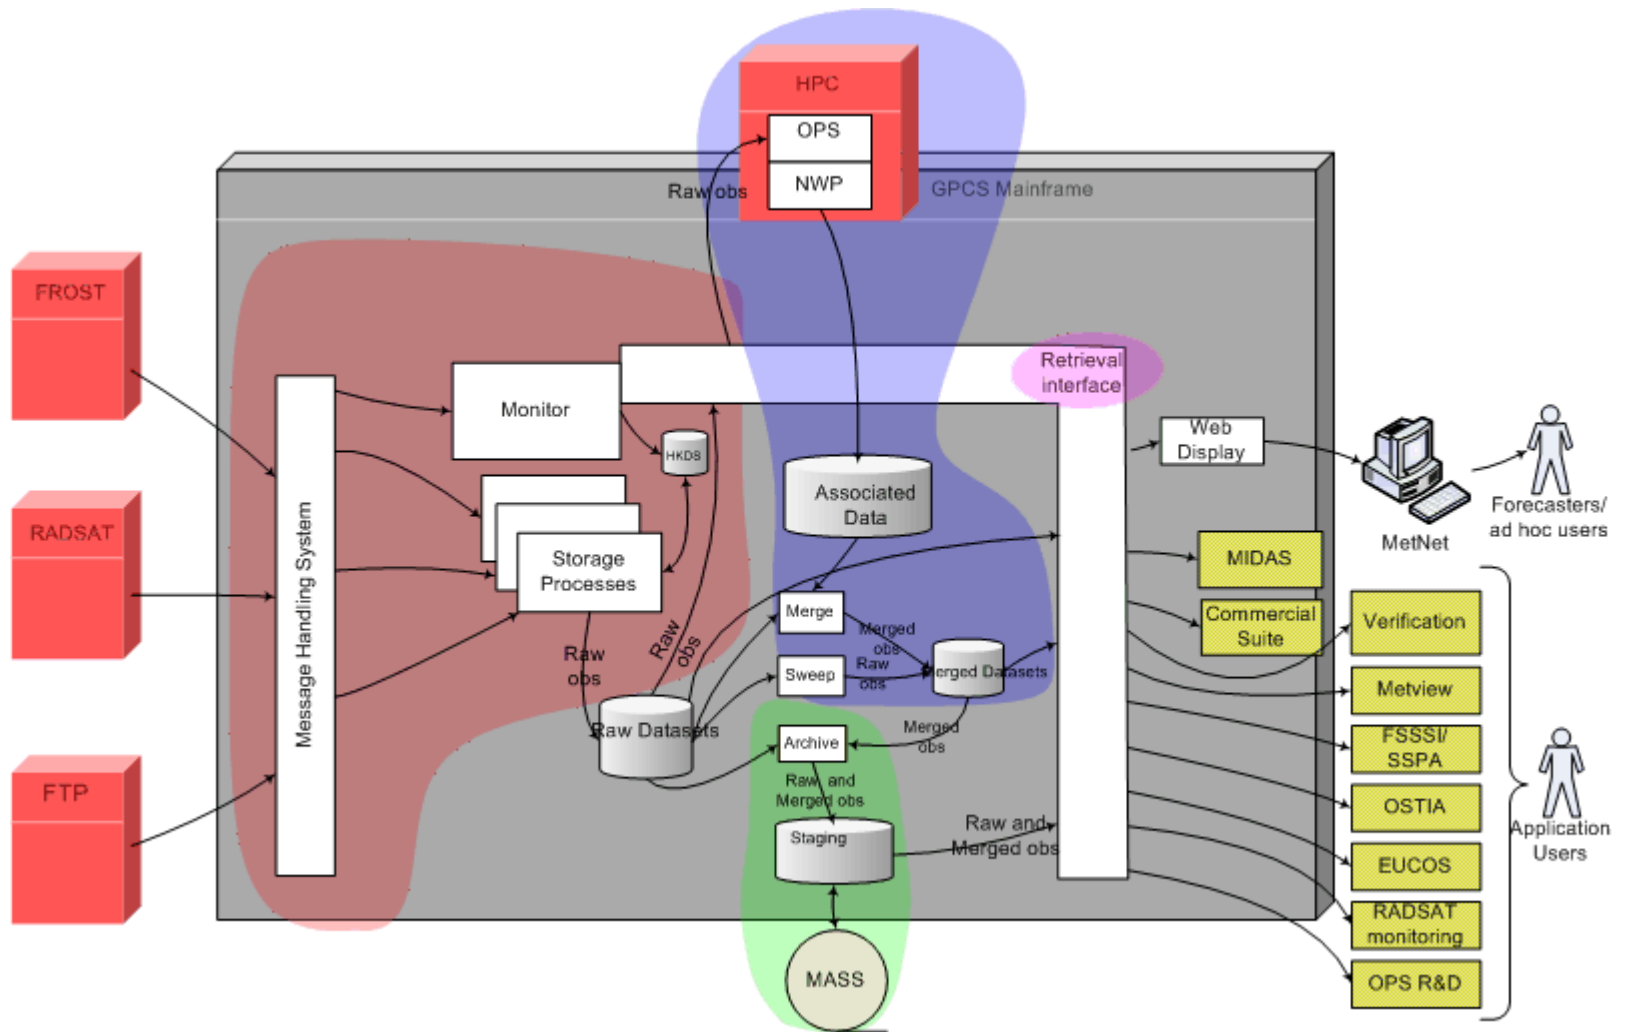 HPC
OPS
NWP
GPCS Mainframe
Raw obs
FROST
RADSAT
FTP
Message Handling System
Monitor
HKDS
Storage
Processes
Raw
obs
Raw
obs
Raw Datasets
Retrieval
interface
Associated
Data
Merge
Merged
obs
Sweep
Raw
obs
Merged Datasets
Archive
Merged
obs
Raw and
Merged obs
Staging
Raw and
Merged obs
MASS
Web
Display
MetNet
Forecasters/
ad hoc users
MIDAS
Commercial
Suite
Verification
Metview
FSSSI/
SSPA
OSTIA
EUCOS
RADSAT
monitoring
OPS R&D
Application
Users